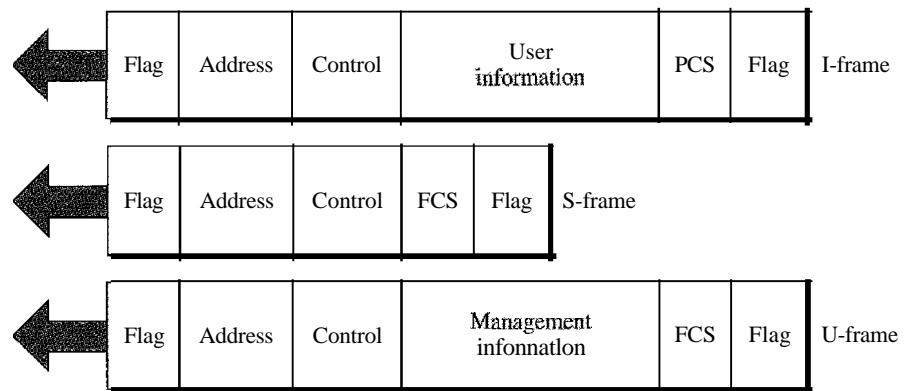 Flag Address Control User information PCS Flag I-frame
Flag Address Control FCS Flag S-frame
Flag Address Control Management infonnatlon FCS Flag U-frame